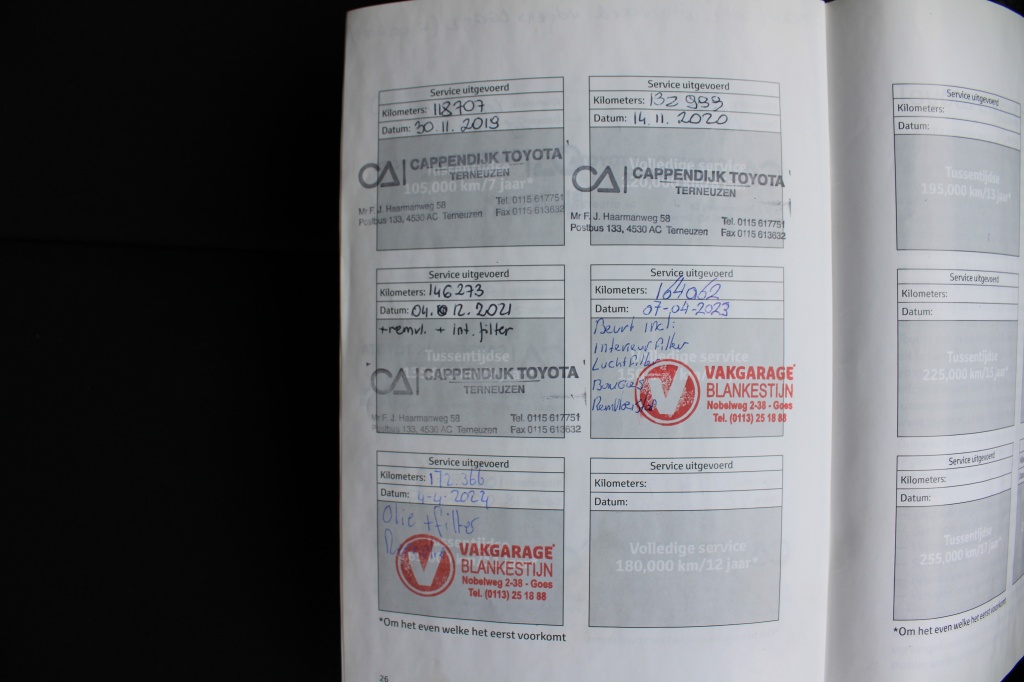 Service uitgevoerd
Kilometers: 118707
Datum: 30.11.2019
Tussentijdse
105,000 km/7 jaar*
CAPPENDIJK TOYOTA
TERNEUZEN
Mr F. J. Haarmanweg 58 Tel. 0115 617751
Postbus 133, 4530 AC Terneuzen Fax 0115 613632
Service uitgevoerd
Kilometers: 132 999
Datum: 14.11.2020
Volledige service
CAPPENDIJK TOYOTA
TERNEUZEN
Mr F. J. Haarmanweg 58 Tel. 0115 617751
Postbus 133, 4530 AC Terneuzen Fax 0115 613632
Service uitgevoerd
Kilometers: 146273
Datum: 04. 12. 2021
+remvl. + int. filter
Tussentijdse
CAPPENDIJK TOYOTA
TERNEUZEN
Mr F. J. Haarmanweg 58 Tel. 0115 617751
Postbus 133, 4530 AC Terneuzen Fax 0115 613632
Service uitgevoerd
Kilometers: 164062
Datum: 07-04-2023
Beurt incl:
Interieurfilter
Luchtfilter
Bougies
Remvloeistof
Volledige service
V VAKGARAGE
BLANKESTIJN
Nobelweg 2-38 - Goes
Tel. (0113) 25 18 88
Service uitgevoerd
Kilometers: 172.366
Datum: 4-4-2024
Olie + filter
V VAKGARAGE
BLANKESTIJN
Nobelweg 2-38 - Goes
Tel. (0113) 25 18 88
Service uitgevoerd
Kilometers:
Datum:
Volledige service
180,000 km/12 jaar*
*Om het even welke het eerst voorkomt
26
Service uitgevoerd
Kilometers:
Datum:
Tussentijdse
195,000 km/13 jaar*
Service uitgevoerd
Kilometers:
Datum:
Tussentijdse
225,000 km/15 jaar*
Service uitgevoerd
Kilometers:
Datum:
Tussentijdse
255,000 km/17 jaar*
*Om het even welke het eerst voorkomt